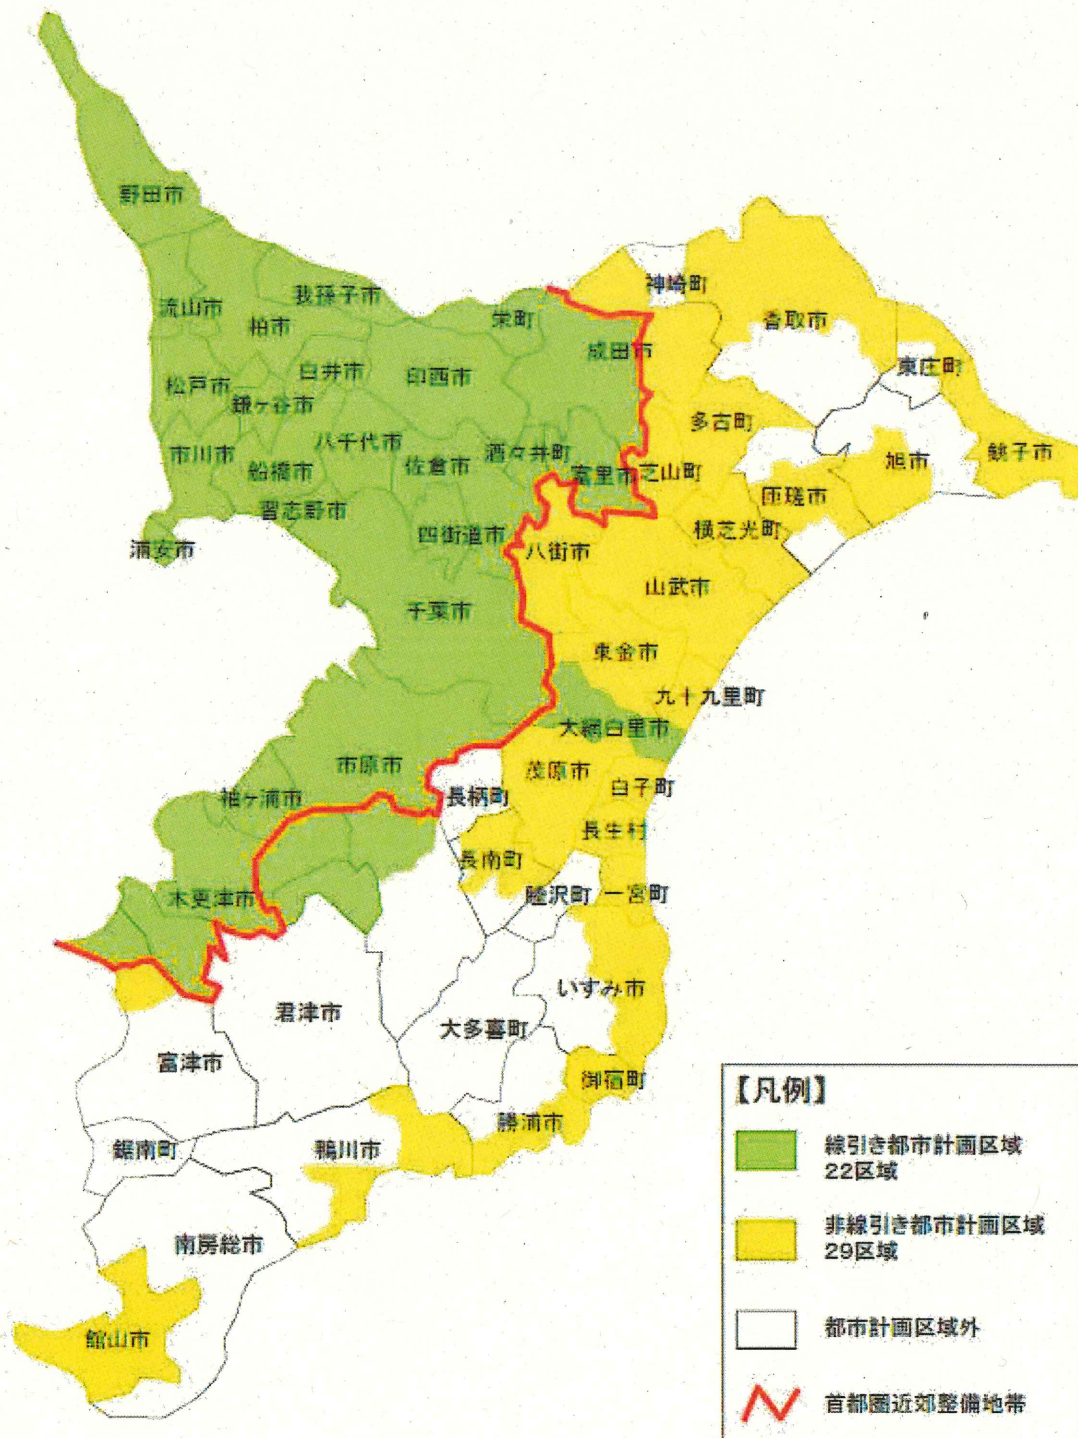 野田市
流山市
我孫子市
柏市
栄町
神崎町
香取市
成田市
東庄町
松戸市
白井市
印西市
鎌ヶ谷市
多古町
市川市
船橋市
八千代市
佐倉市
酒々井町
富里市
芝山町
旭市
銚子市
匝瑳市
習志野市
四街道市
横芝光町
浦安市
八街市
千葉市
山武市
東金市
九十九里町
大網白里市
市原市
茂原市
白子町
袖ヶ浦市
長柄町
長生村
長南町
木更津市
睦沢町
一宮町
いすみ市
君津市
大多喜町
富津市
御宿町
勝浦市
鋸南町
鴨川市
南房総市
館山市
【凡例】
線引き都市計画区域
22区域
非線引き都市計画区域
29区域
都市計画区域外
首都圏近郊整備地帯